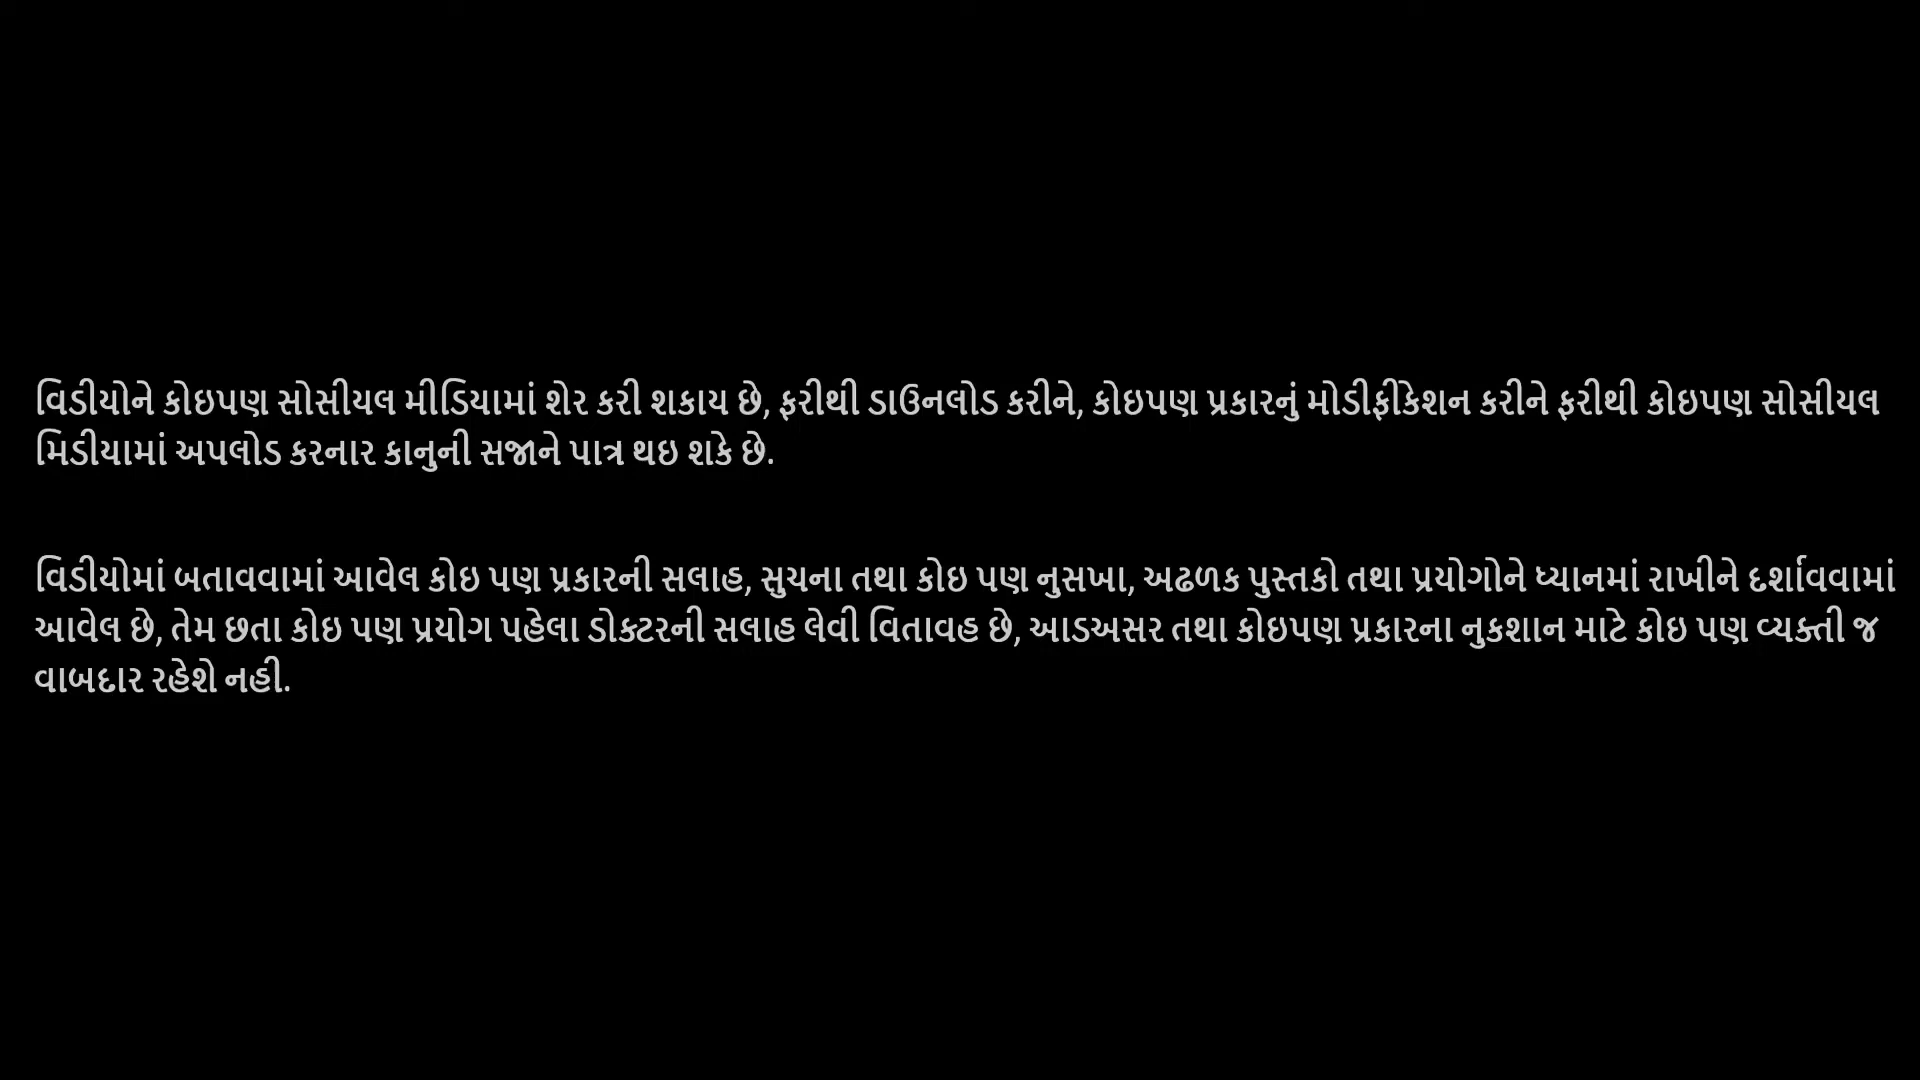 વિડીયોને કોઇપણ સોસીયલ મીડિયામાં શેર કરી શકાય છે, ફરીથી ડાઉનલોડ કરીને, કોઇપણ પ્રકારનું મોડીફીકેશન કરીને ફરીથી કોઇપણ સોસીયલ
મિડીયામાં અપલોડ કરનાર કાનુની સજાને પાત્ર થઇ શકે છે.
વિડીયોમાં બતાવવામાં આવેલ કોઇ પણ પ્રકારની સલાહ, સુચના તથા કોઇ પણ નુસખા, અઢળક પુસ્તકો તથા પ્રયોગોને ધ્યાનમાં રાખીને દર્શાવવામાં
આવેલ છે, તેમ છતા કોઇ પણ પ્રયોગ પહેલા ડોક્ટરની સલાહ લેવી વિતાવહ છે, આડઅસર તથા કોઇપણ પ્રકારના નુકશાન માટે કોઇ પણ વ્યક્તી જ
વાબદાર રહેશે નહી.